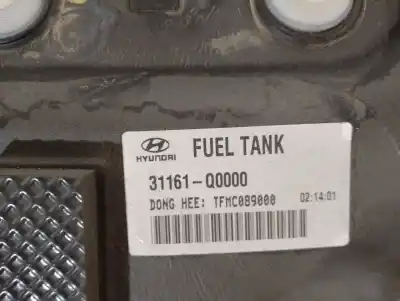 HYUNDAI FUEL TANK
31161-Q0000
DONG HEE: TFMC089000 02:14:01